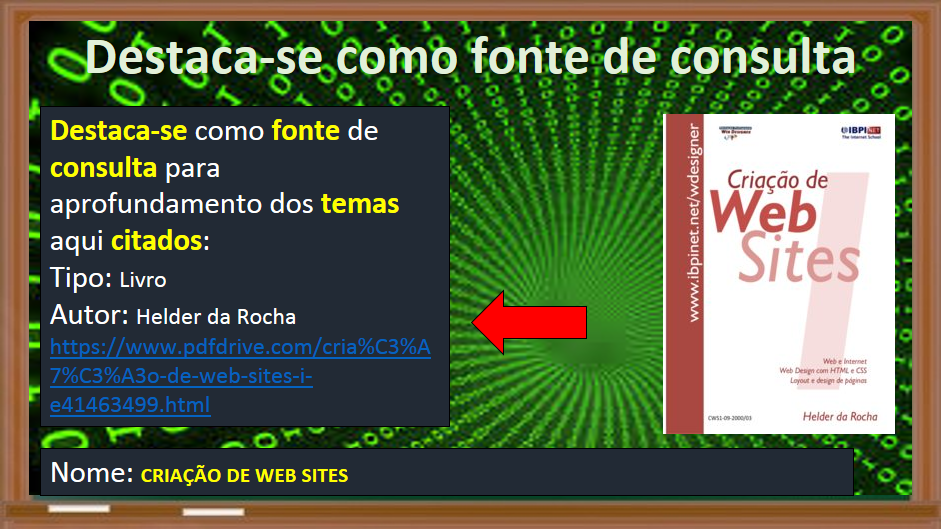 Destaca-se como fonte de consulta
Destaca-se como fonte de
consulta para
aprofundamento dos temas
aqui citados:
Tipo: Livro
Autor: Helder da Rocha
https://www.pdfdrive.com/cria%C3%A
7%C3%A3o-de-web-sites-i-
e41463499.html
www.ibpinet.net/wdesigner
IBPINET
The Internet School
Criação de
Web
Sites
Web e Internet
Web Design com HTML e CSS
Layout e design de páginas
CWS1-09-2000/03
Helder da Rocha
Nome: CRIAÇÃO DE WEB SITES